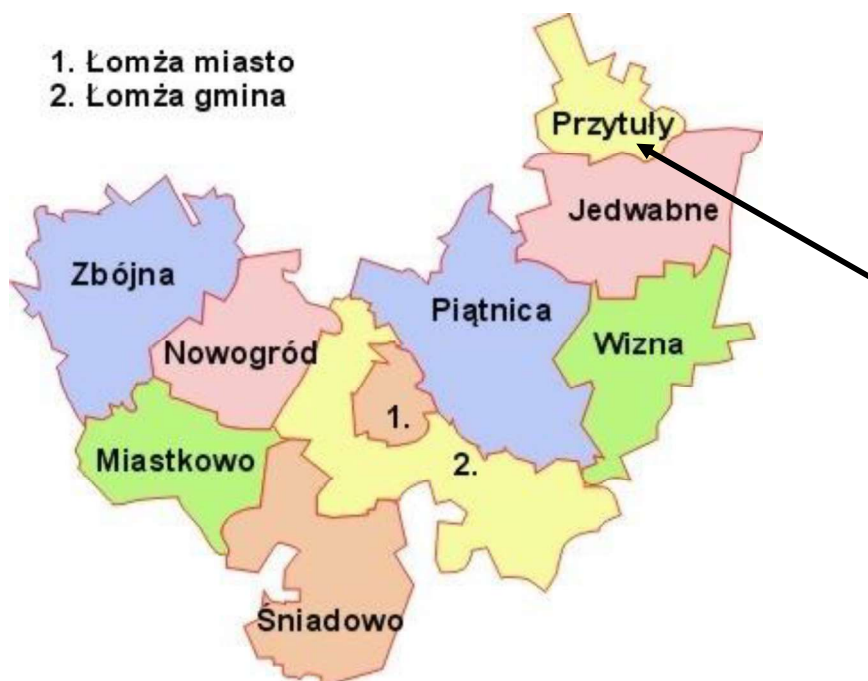 1. Łomża miasto
2. Łomża gmina
Przytuły
Jedwabne
Zbójna
Piątnica
Wizna
Nowogród
1.
Miastkowo
2.
Śniadowo